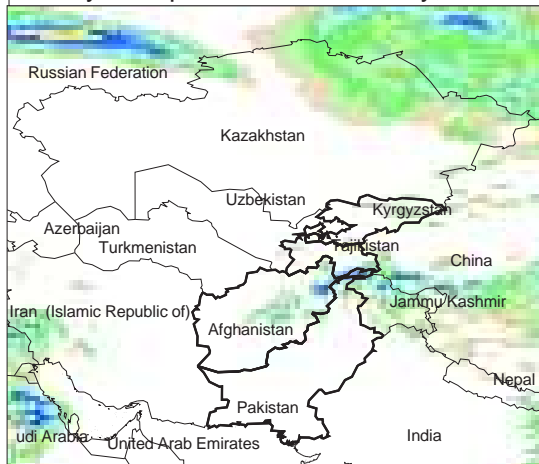 Russian Federation
Kazakhstan
Uzbekistan
Kyrgyzstan
Azerbaijan
Turkmenistan
Tajikistan
China
Iran (Islamic Republic of)
Jammu/Kashmir
Afghanistan
Nepal
Pakistan
udi Arabia
United Arab Emirates
India